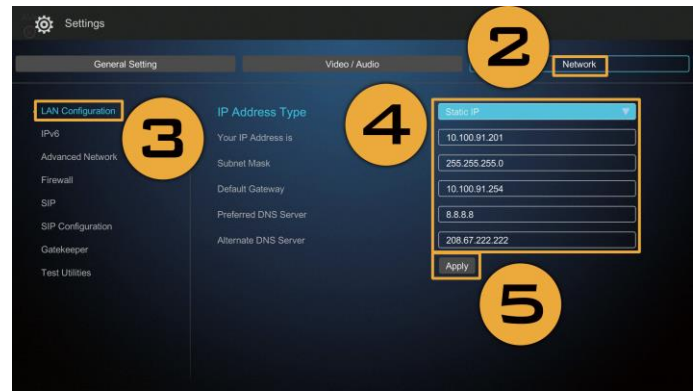 Settings
2
General Setting
Video / Audio
Network
LAN Configuration
IPv6
Advanced Network
Firewall
SIP
SIP Configuration
Gatekeeper
Test Utilities
3
IP Address Type
Static IP
Your IP Address is
10.100.91.201
Subnet Mask
255.255.255.0
Default Gateway
10.100.91.254
Preferred DNS Server
8.8.8.8
Alternate DNS Server
208.67.222.222
4
Apply
5